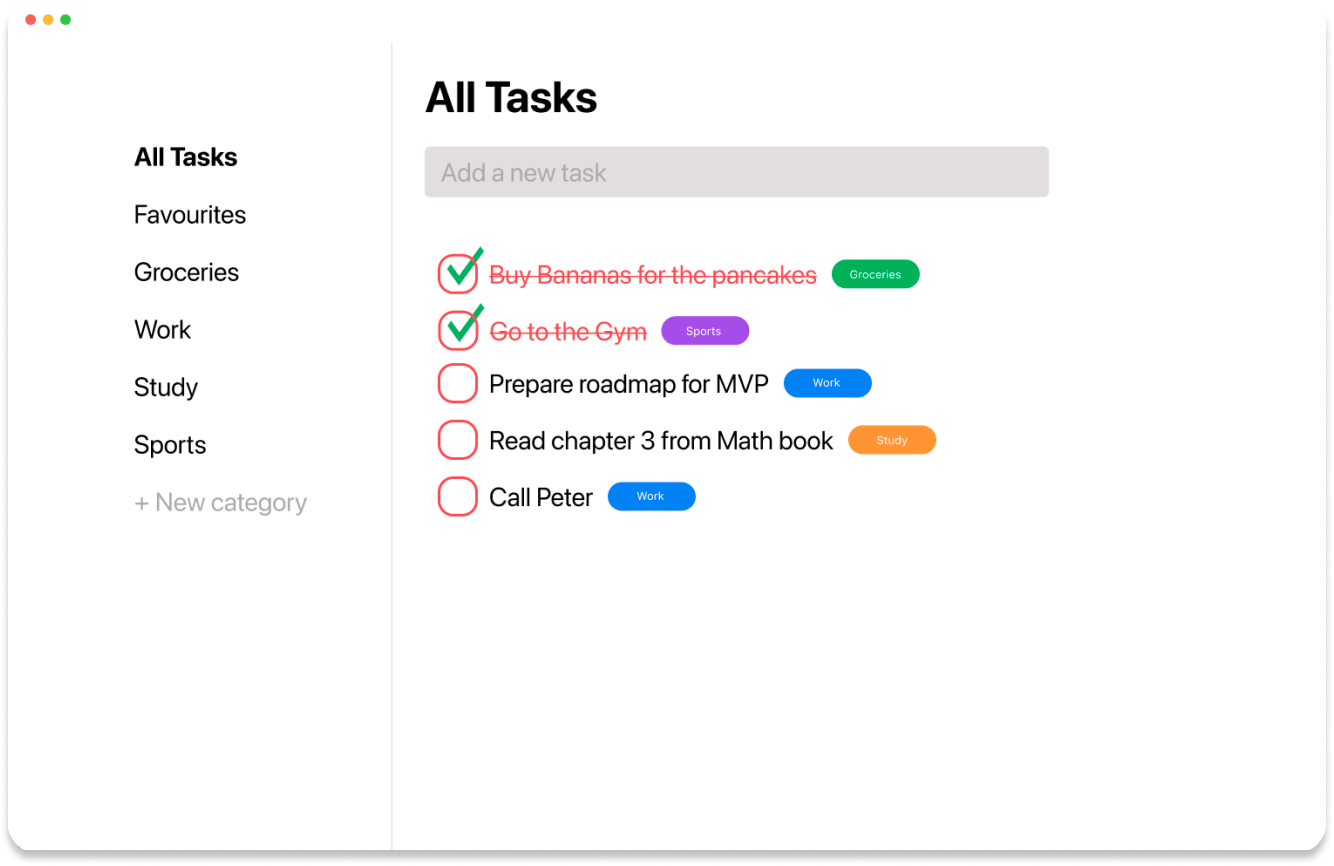 All Tasks
Favourites
Groceries
Work
Study
Sports
+ New category
All Tasks
Add a new task
Buy Bananas for the pancakes Groceries
Go to the Gym Sports
Prepare roadmap for MVP Work
Read chapter 3 from Math book Study
Call Peter Work